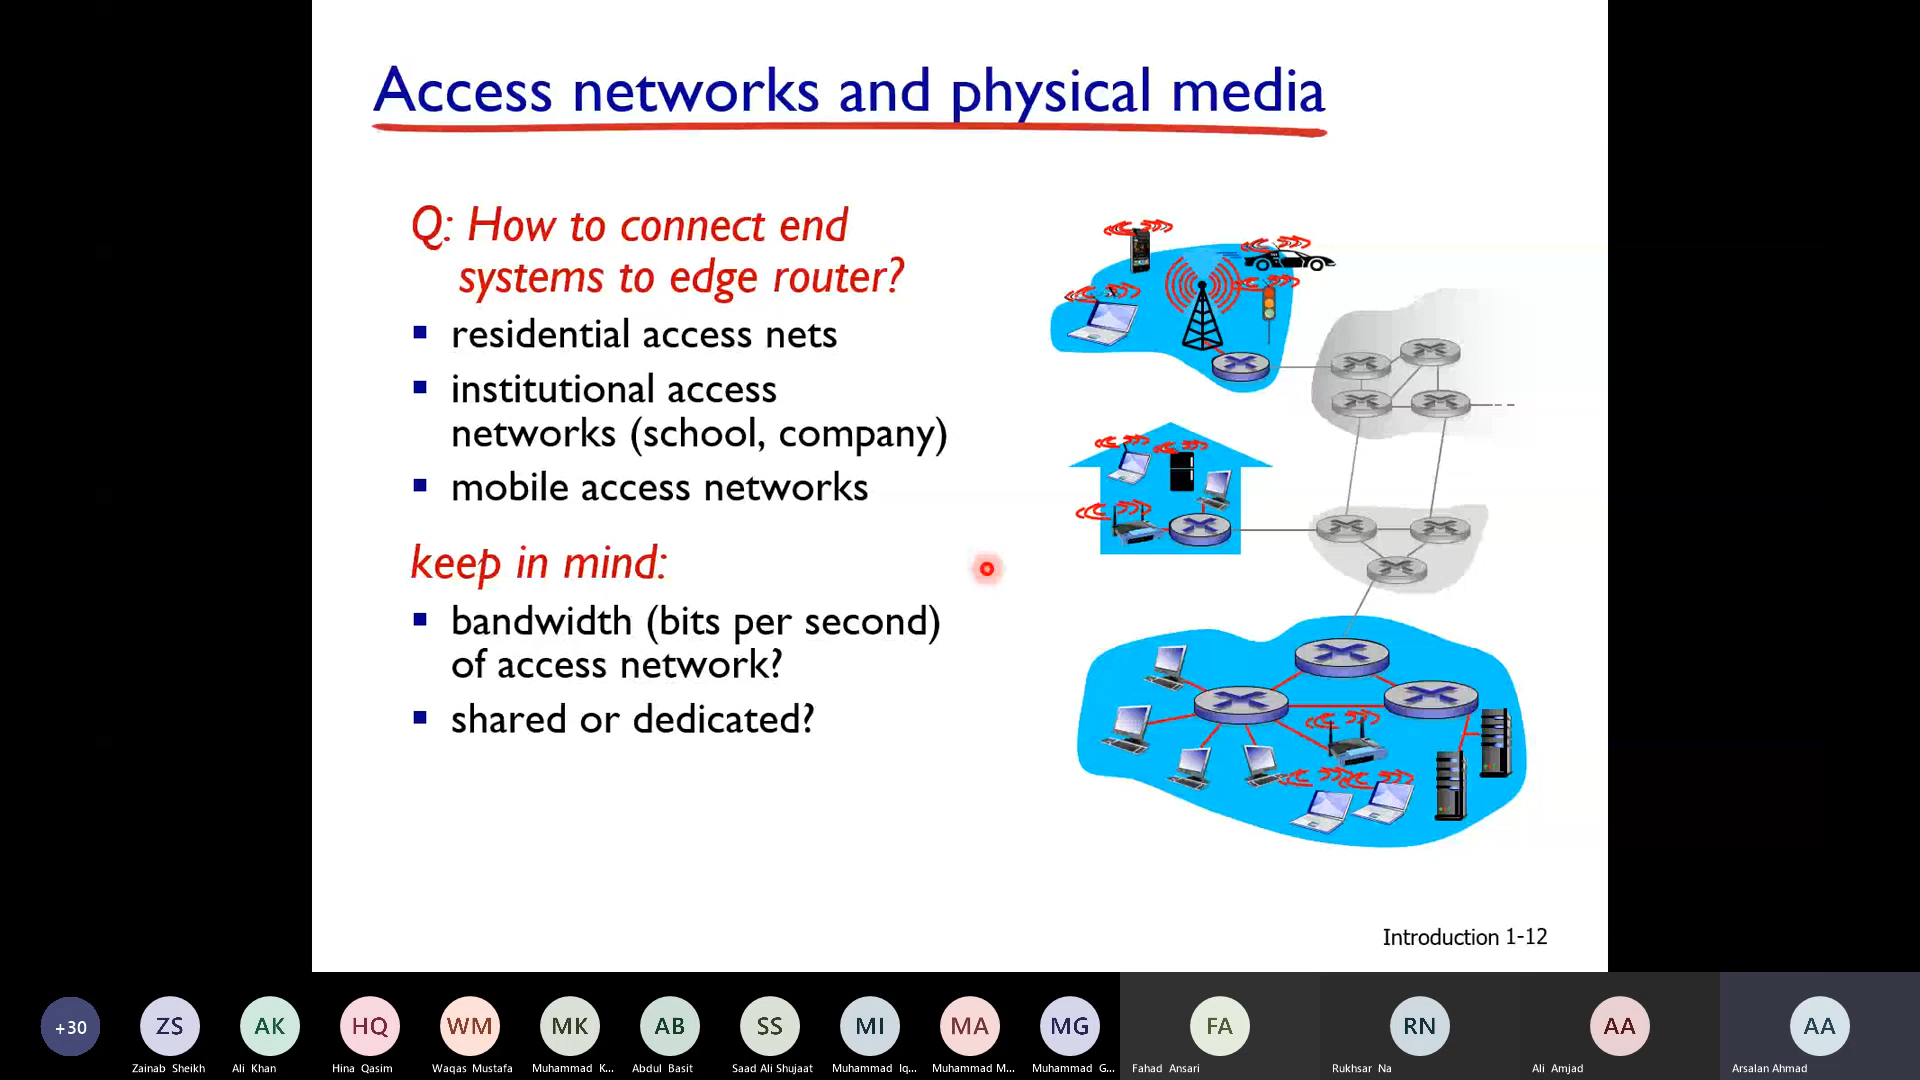 Access networks and physical media
Q: How to connect end
systems to edge router?
residential access nets
institutional access
networks (school, company)
mobile access networks
keep in mind:
bandwidth (bits per second)
of access network?
shared or dedicated?
Introduction 1-12
+30 ZS AK HQ WM MK AB SS MI MA MG FA RN AA AA
Zainab Sheikh Ali Khan Hina Qasim Waqas Mustafa Muhammad K... Abdul Basit Saad Ali Shujaat Muhammad Iq... Muhammad M... Muhammad G... Fahad Ansari Rukhsar Na Ali Amjad Arsalan Ahmad